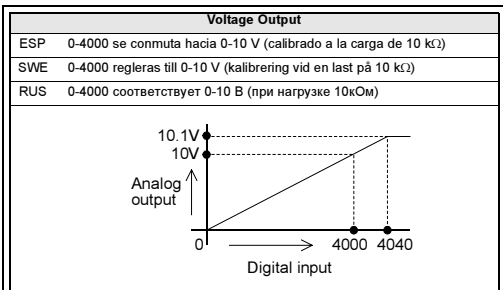 Voltage Output
ESP 0-4000 se conmuta hacia 0-10 V (calibrado a la carga de 10 kΩ)
SWE 0-4000 regleras till 0-10 V (kalibrering vid en last på 10 kΩ)
RUS 0-4000 соответствует 0-10 В (при нагрузке 10кОм)
10.1V
10V
Analog
output
0
4000 4040
Digital input